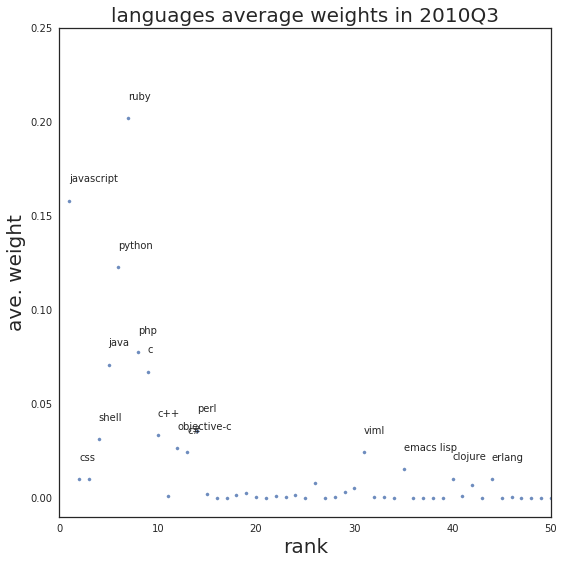 languages average weights in 2010Q3
0.25
ruby
0.20
javascript
0.15
python
0.10
php
java
c
0.05
perl
c++
shell
objective-c
c#
viml
emacs lisp
css
clojure
erlang
0.00
0
10
20
30
40
50
ave. weight
rank